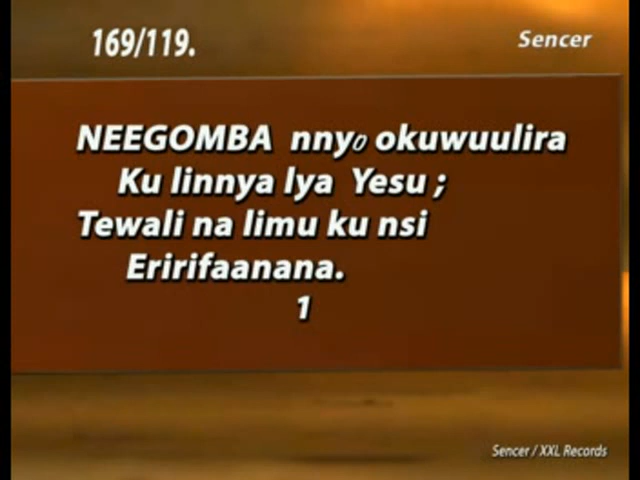 169/119.
Sencer
NEEGOMBA nnyo okuwuulira
Ku linnya lya Yesu ;
Tewali na limu ku nsi
Eririfaanana.
1
Sencer / XXL Records